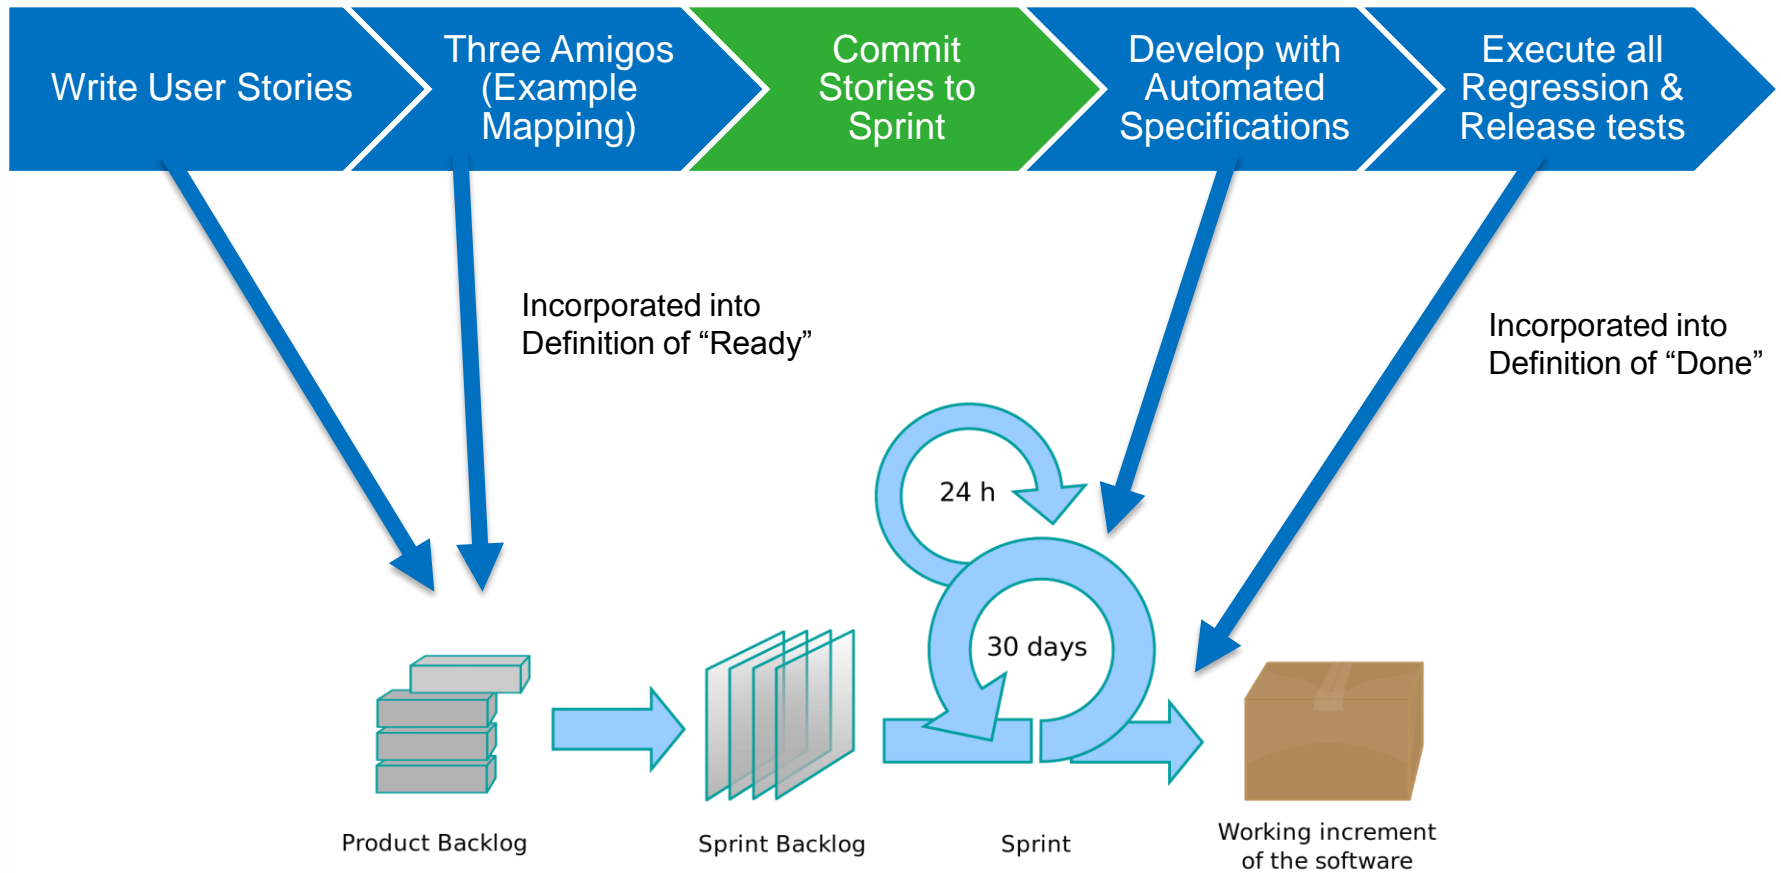 Write User Stories
Three Amigos
(Example
Mapping)
Commit
Stories to
Sprint
Develop with
Automated
Specifications
Execute all
Regression &
Release tests
Incorporated into
Definition of “Ready”
Incorporated into
Definition of “Done”
24 h
30 days
Product Backlog
Sprint Backlog
Sprint
Working increment
of the software